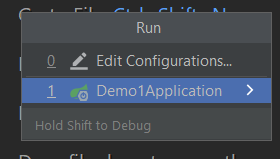 Run
0 Edit Configurations...
1 Demo1Application
Hold Shift to Debug